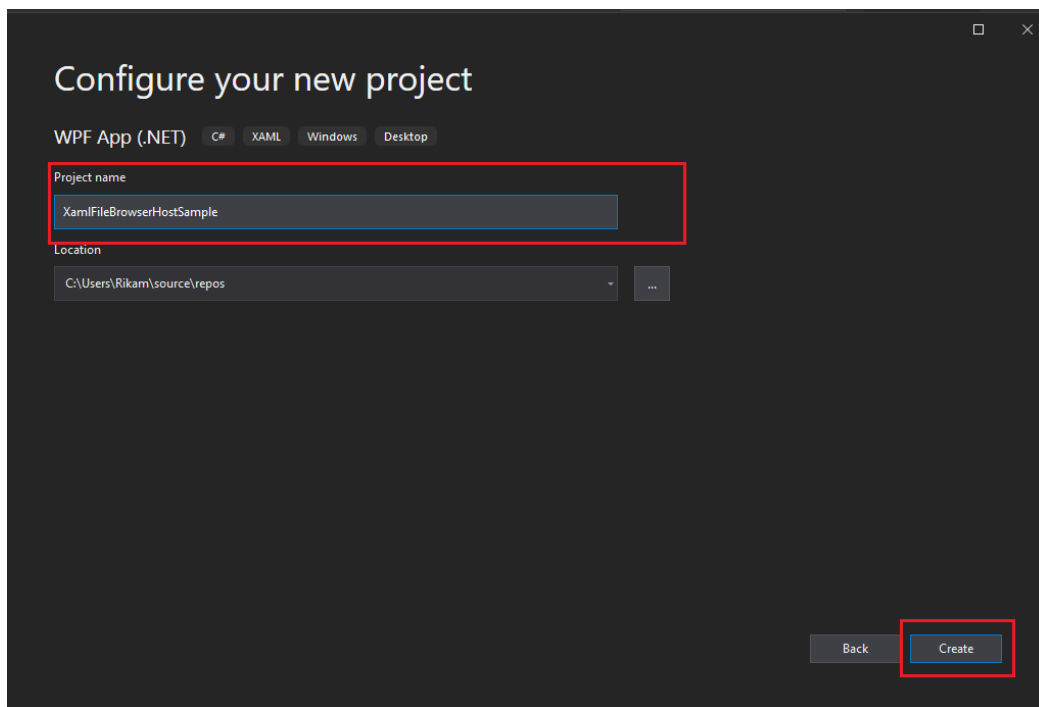 Configure your new project
WPF App (.NET) C# XAML Windows Desktop
Project name
XamlFileBrowserHostSample
Location
C:\Users\Rikam\source\repos
...
Back Create